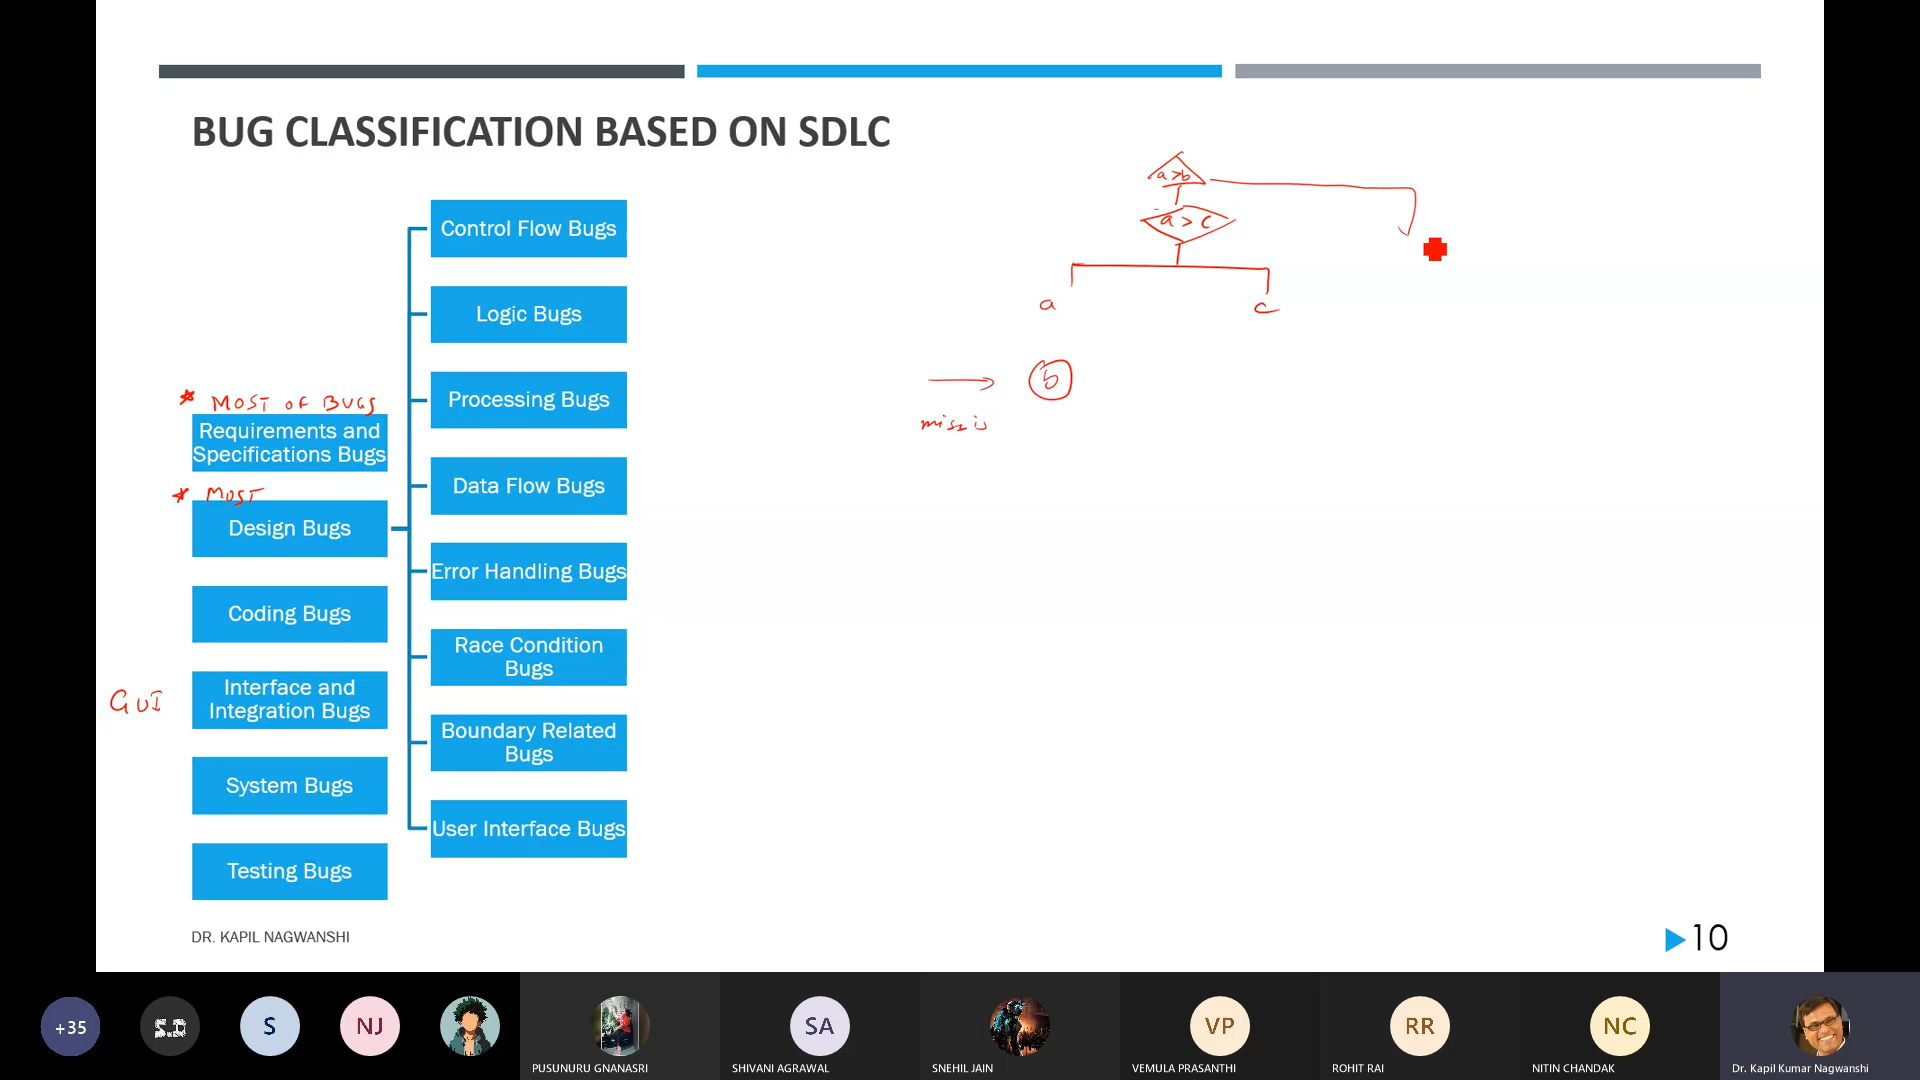 BUG CLASSIFICATION BASED ON SDLC
a>b
a > c
a
c
b
Control Flow Bugs
Logic Bugs
Processing Bugs
Data Flow Bugs
Error Handling Bugs
Race Condition
Bugs
Boundary Related
Bugs
User Interface Bugs
* MOST OF BUGS
Requirements and
Specifications Bugs
* MOST
Design Bugs
Coding Bugs
GUI
Interface and
Integration Bugs
System Bugs
Testing Bugs
DR. KAPIL NAGWANSHI
10
+35
S.D
S
NJ
PUSUNURU GNANASRI
SA
SHIVANI AGRAWAL
SNEHIL JAIN
VP
VEMULA PRASANTHI
RR
ROHIT RAI
NC
NITIN CHANDAK
Dr. Kapil Kumar Nagwanshi